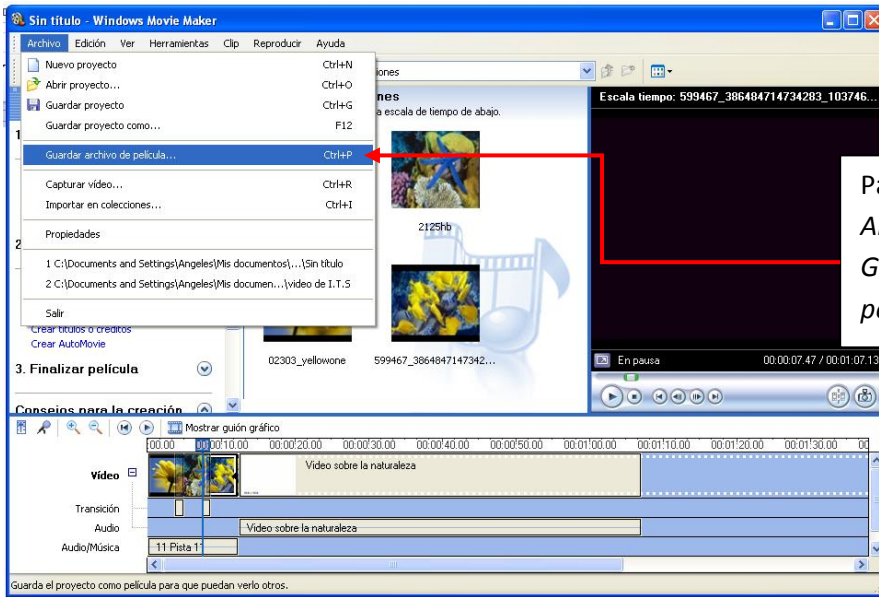 Sin título - Windows Movie Maker
Archivo Edición Ver Herramientas Clip Reproducir Ayuda
Nuevo proyecto Ctrl+N
Abrir proyecto... Ctrl+O
Guardar proyecto Ctrl+G
Guardar proyecto como... F12
Guardar archivo de película... Ctrl+P
Capturar vídeo... Ctrl+R
Importar en colecciones... Ctrl+I
Propiedades
1 C:\Documents and Settings\Angeles\Mis documentos\...\Sin título
2 C:\Documents and Settings\Angeles\Mis documen...\video de I.T.S
Salir
iones
nes
a escala de tiempo de abajo.
2125hb
02303_yellowone
599467_3864847147342...
Crear títulos o créditos
Crear AutoMovie
3. Finalizar película
Consejos para la creación
Escala tiempo: 599467_386484714734283_103746...
En pausa 00:00:07.47 / 00:01:07.13
Mostrar guión gráfico
00:00'20.00 00:00'30.00 00:00'40.00 00:00'50.00 00:01'00.00 00:01'10.00 00:01'20.00 00:01'30.00
Vídeo
Video sobre la naturaleza
Transición
Audio
Video sobre la naturaleza
Audio/Música
11 Pista 11
Guarda el proyecto como película para que puedan verlo otros.